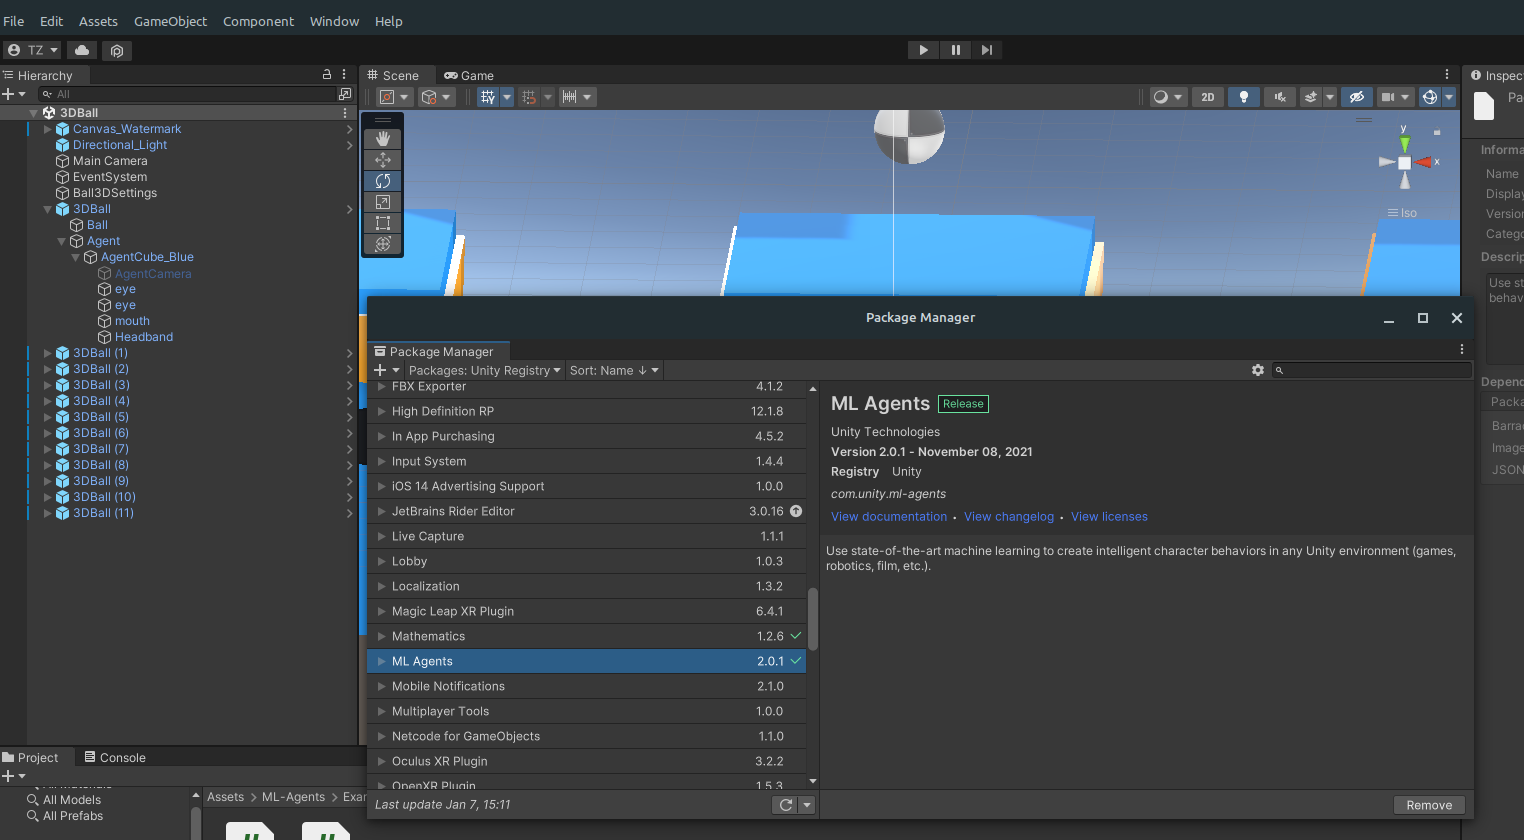 File Edit Assets GameObject Component Window Help
TZ
Hierarchy
All
3DBall
Canvas_Watermark
Directional_Light
Main Camera
EventSystem
Ball3DSettings
3DBall
Ball
Agent
AgentCube_Blue
AgentCamera
eye
eye
mouth
Headband
3DBall (1)
3DBall (2)
3DBall (3)
3DBall (4)
3DBall (5)
3DBall (6)
3DBall (7)
3DBall (8)
3DBall (9)
3DBall (10)
3DBall (11)
Scene Game
2D
y
x
Iso
Inspec
Pa
Informa
Name
Display
Version
Catego
Descrip
Use st
behav
Depend
Packa
Barrac
Image
JSON
Package Manager
Package Manager
Packages: Unity Registry Sort: Name ↓
FBX Exporter 4.1.2
High Definition RP 12.1.8
In App Purchasing 4.5.2
Input System 1.4.4
iOS 14 Advertising Support 1.0.0
JetBrains Rider Editor 3.0.16
Live Capture 1.1.1
Lobby 1.0.3
Localization 1.3.2
Magic Leap XR Plugin 6.4.1
Mathematics 1.2.6
ML Agents 2.0.1
Mobile Notifications 2.1.0
Multiplayer Tools 1.0.0
Netcode for GameObjects 1.1.0
Oculus XR Plugin 3.2.2
OpenXR Plugin 1.5.3
Last update Jan 7, 15:11
ML Agents Release
Unity Technologies
Version 2.0.1 - November 08, 2021
Registry Unity
com.unity.ml-agents
View documentation • View changelog • View licenses
Use state-of-the-art machine learning to create intelligent character behaviors in any Unity environment (games,
robotics, film, etc.).
Remove
Project Console
All Materials
All Models
All Prefabs
Assets > ML-Agents > Exa